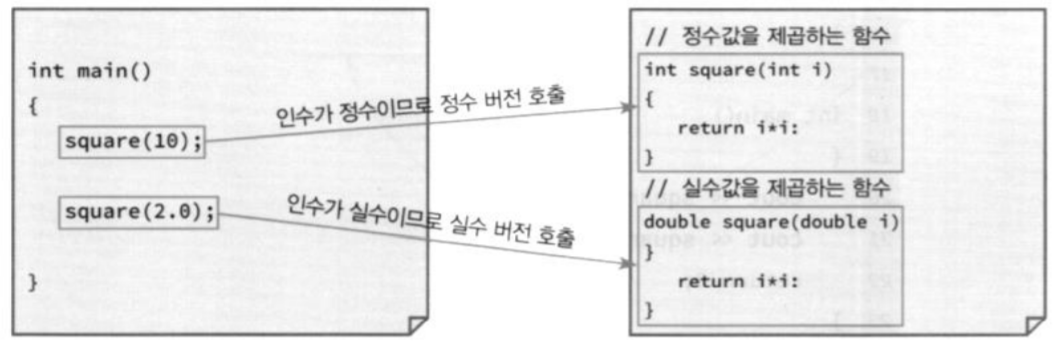 int main()
{
square(10);
square(2.0);
}
인수가 정수이므로 정수 버전 호출
인수가 실수이므로 실수 버전 호출
// 정수값을 제곱하는 함수
int square(int i)
{
return i*i:
}
// 실수값을 제곱하는 함수
double square(double i)
}
return i*i:
}